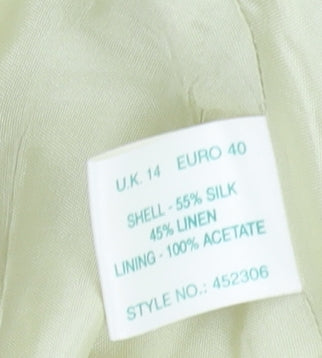 U.K. 14 EURO 40
SHELL - 55% SILK
45% LINEN
LINING - 100% ACETATE
STYLE NO.: 452306